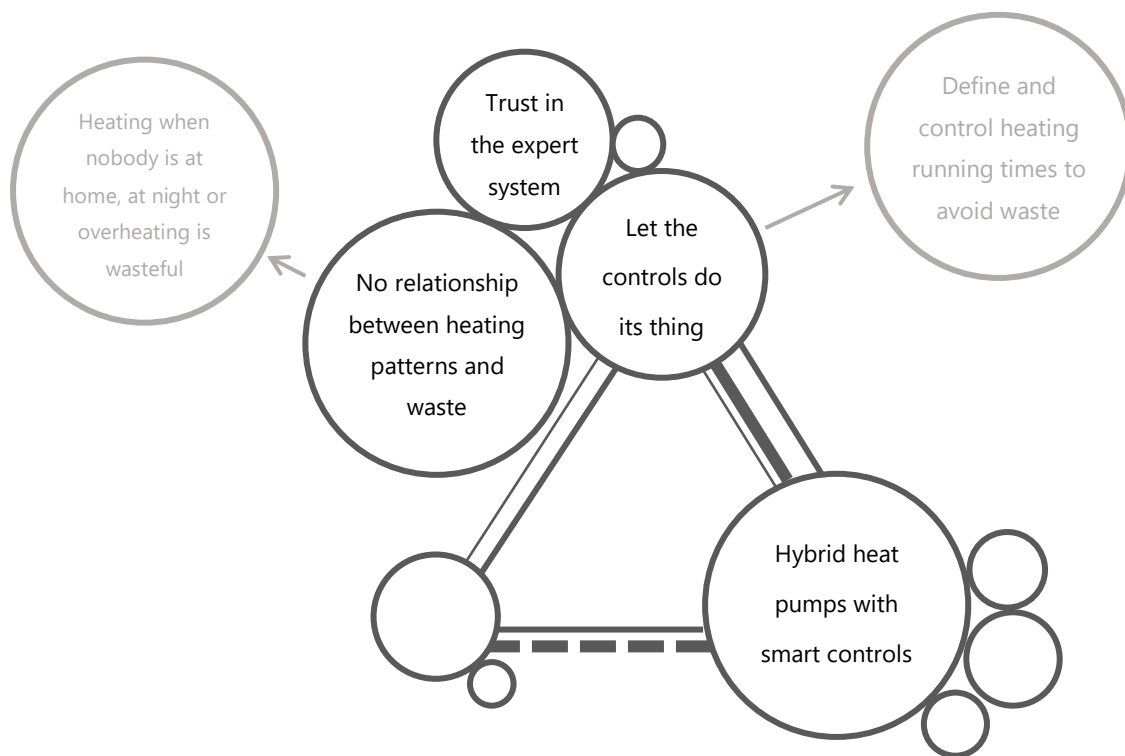 Heating when
nobody is at
home, at night or
overheating is
wasteful
Trust in
the expert
system
Define and
control heating
running times to
avoid waste
No relationship
between heating
patterns and
waste
Let the
controls do
its thing
Hybrid heat
pumps with
smart controls